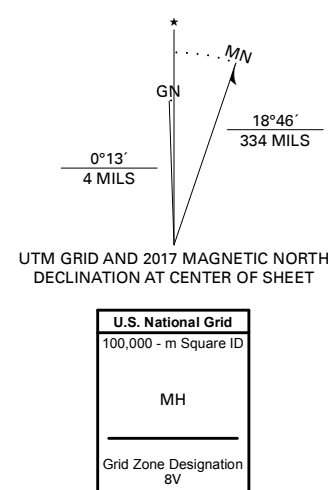 ★
MN
GN
18°46´
334 MILS
0°13´
4 MILS
UTM GRID AND 2017 MAGNETIC NORTH
DECLINATION AT CENTER OF SHEET
U.S. National Grid
100,000 - m Square ID
MH
Grid Zone Designation
8V